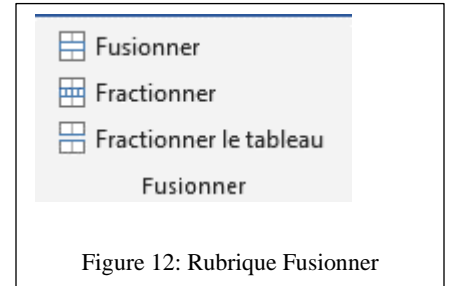 Fusionner
Fractionner
Fractionner le tableau
Fusionner
Figure 12: Rubrique Fusionner